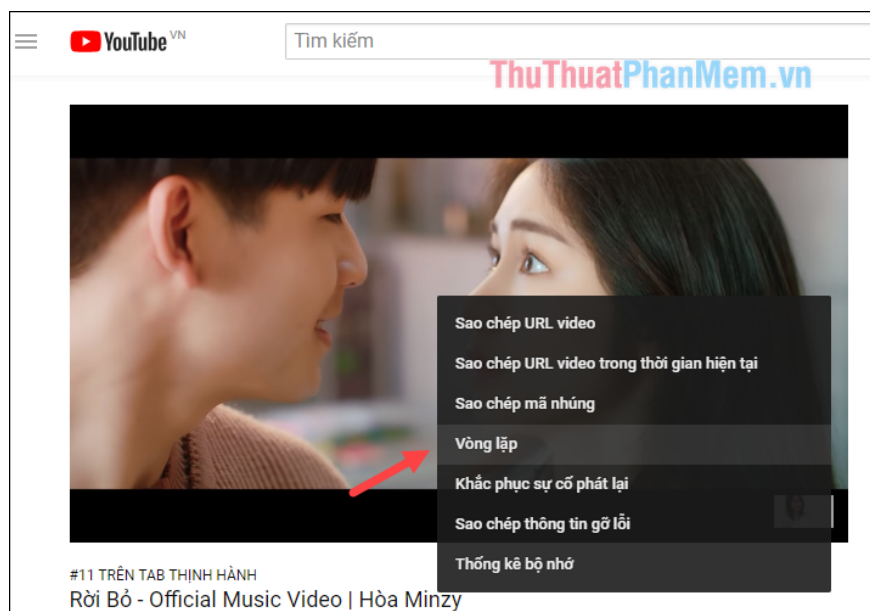 YouTube VN
Tìm kiếm
ThuThuatPhanMem.vn
Sao chép URL video
Sao chép URL video trong thời gian hiện tại
Sao chép mã nhúng
Vòng lặp
Khắc phục sự cố phát lại
Sao chép thông tin gỡ lỗi
Thống kê bộ nhớ
#11 TRÊN TAB THỊNH HÀNH
Rời Bỏ - Official Music Video | Hòa Minzy